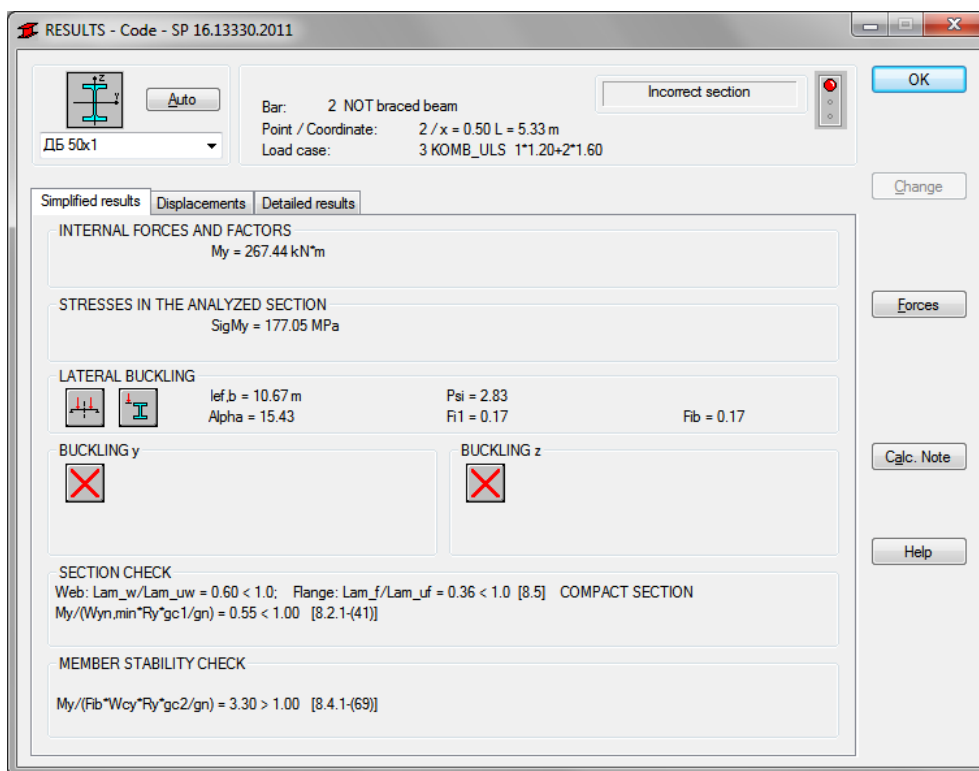 RESULTS - Code - SP 16.13330.2011
z
y
Auto
ДБ 50x1
Bar: 2 NOT braced beam
Point / Coordinate: 2 / x = 0.50 L = 5.33 m
Load case: 3 KOMB_ULS 1*1.20+2*1.60
Incorrect section
OK
Change
Forces
Calc. Note
Help
Simplified results Displacements Detailed results
INTERNAL FORCES AND FACTORS
My = 267.44 kN*m
STRESSES IN THE ANALYZED SECTION
SigMy = 177.05 MPa
LATERAL BUCKLING
lef,b = 10.67 m Psi = 2.83
Alpha = 15.43 Fi1 = 0.17 Fib = 0.17
BUCKLING y BUCKLING z
SECTION CHECK
Web: Lam_w/Lam_uw = 0.60 < 1.0; Flange: Lam_f/Lam_uf = 0.36 < 1.0 [8.5] COMPACT SECTION
My/(Wyn,min*Ry*gc1/gn) = 0.55 < 1.00 [8.2.1-(41)]
MEMBER STABILITY CHECK
My/(Fib*Wcy*Ry*gc2/gn) = 3.30 > 1.00 [8.4.1-(69)]